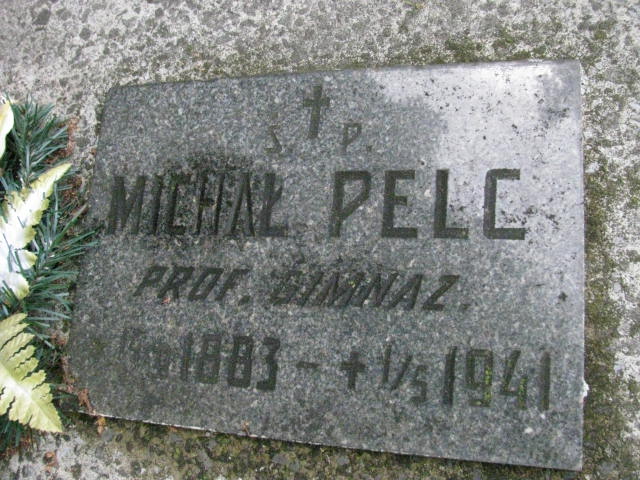 Ś. P.
MICHAŁ PELC
PROF. GIMNAZ.
1883 – + 1/5 1941